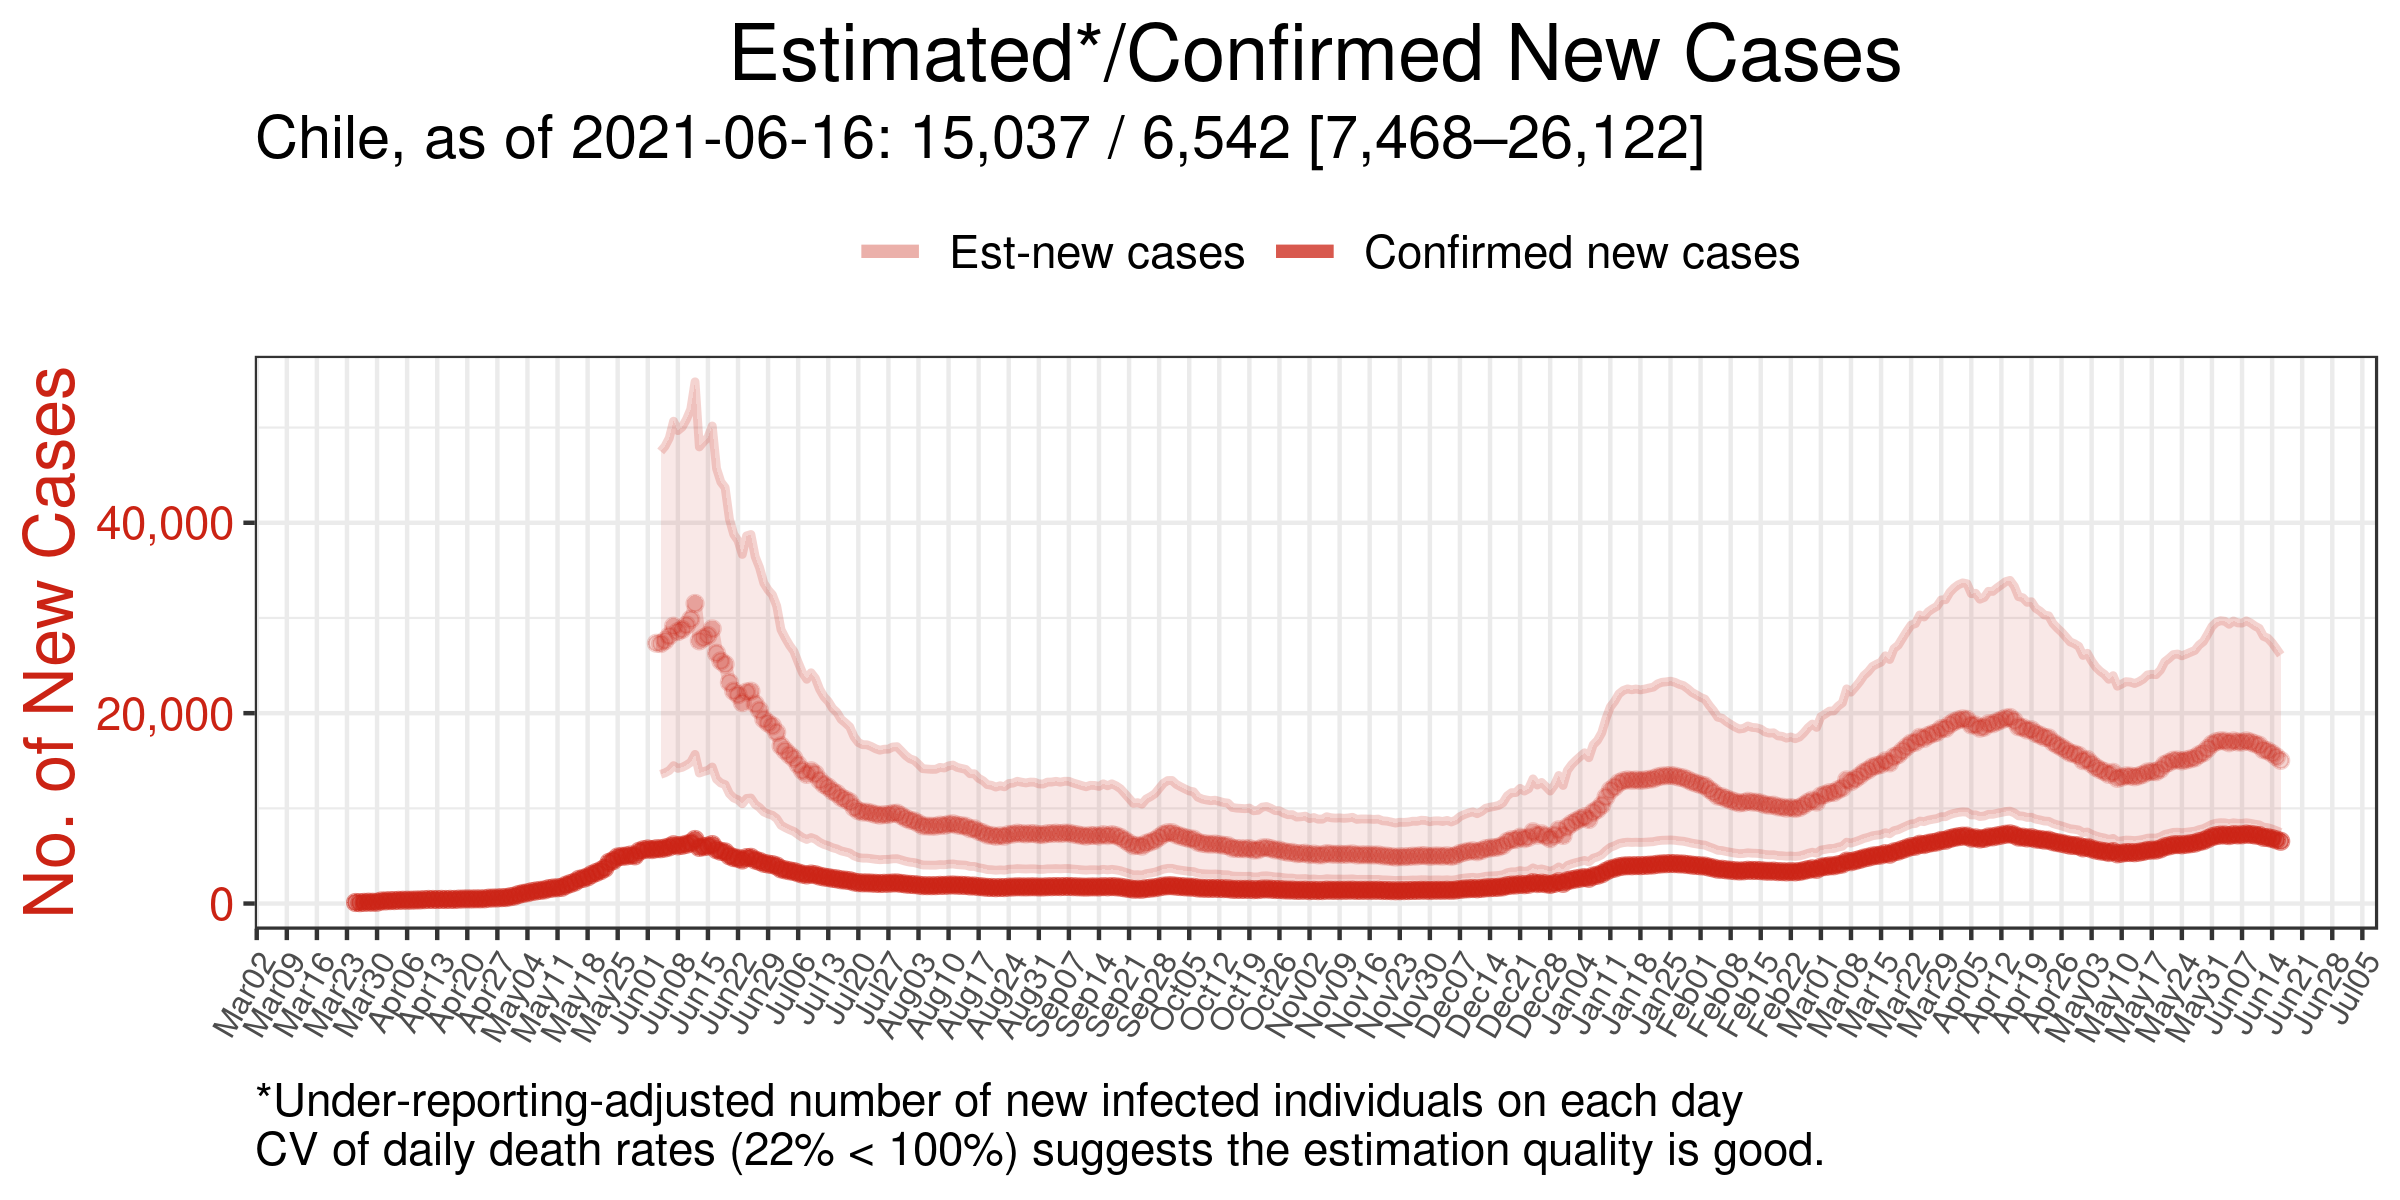 Estimated*/Confirmed New Cases
Chile, as of 2021-06-16: 15,037 / 6,542 [7,468–26,122]
Est-new cases
Confirmed new cases
No. of New Cases
40,000
20,000
0
Mar02
Mar09
Mar16
Mar23
Mar30
Apr06
Apr13
Apr20
Apr27
May04
May11
May18
May25
Jun01
Jun08
Jun15
Jun22
Jun29
Jul06
Jul13
Jul20
Jul27
Aug03
Aug10
Aug17
Aug24
Aug31
Sep07
Sep14
Sep21
Sep28
Oct05
Oct12
Oct19
Oct26
Nov02
Nov09
Nov16
Nov23
Nov30
Dec07
Dec14
Dec21
Dec28
Jan04
Jan11
Jan18
Jan25
Feb01
Feb08
Feb15
Feb22
Mar01
Mar08
Mar15
Mar22
Mar29
Apr05
Apr12
Apr19
Apr26
May03
May10
May17
May24
May31
Jun07
Jun14
Jun21
Jun28
Jul05
*Under-reporting-adjusted number of new infected individuals on each day
CV of daily death rates (22% < 100%) suggests the estimation quality is good.